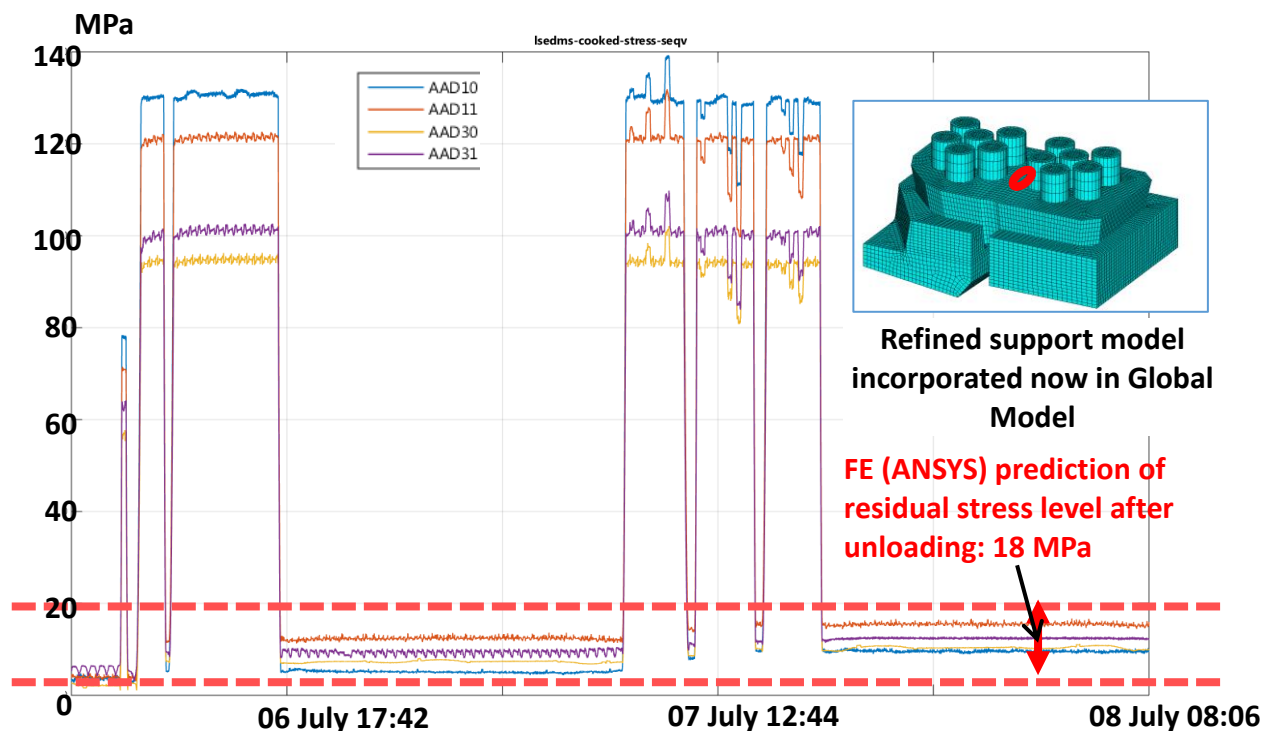 MPa
lsedms-cooked-stress-seqv
140
120
100
80
60
40
20
0
AAD10
AAD11
AAD30
AAD31
Refined support model
incorporated now in Global
Model
FE (ANSYS) prediction of
residual stress level after
unloading: 18 MPa
06 July 17:42
07 July 12:44
08 July 08:06